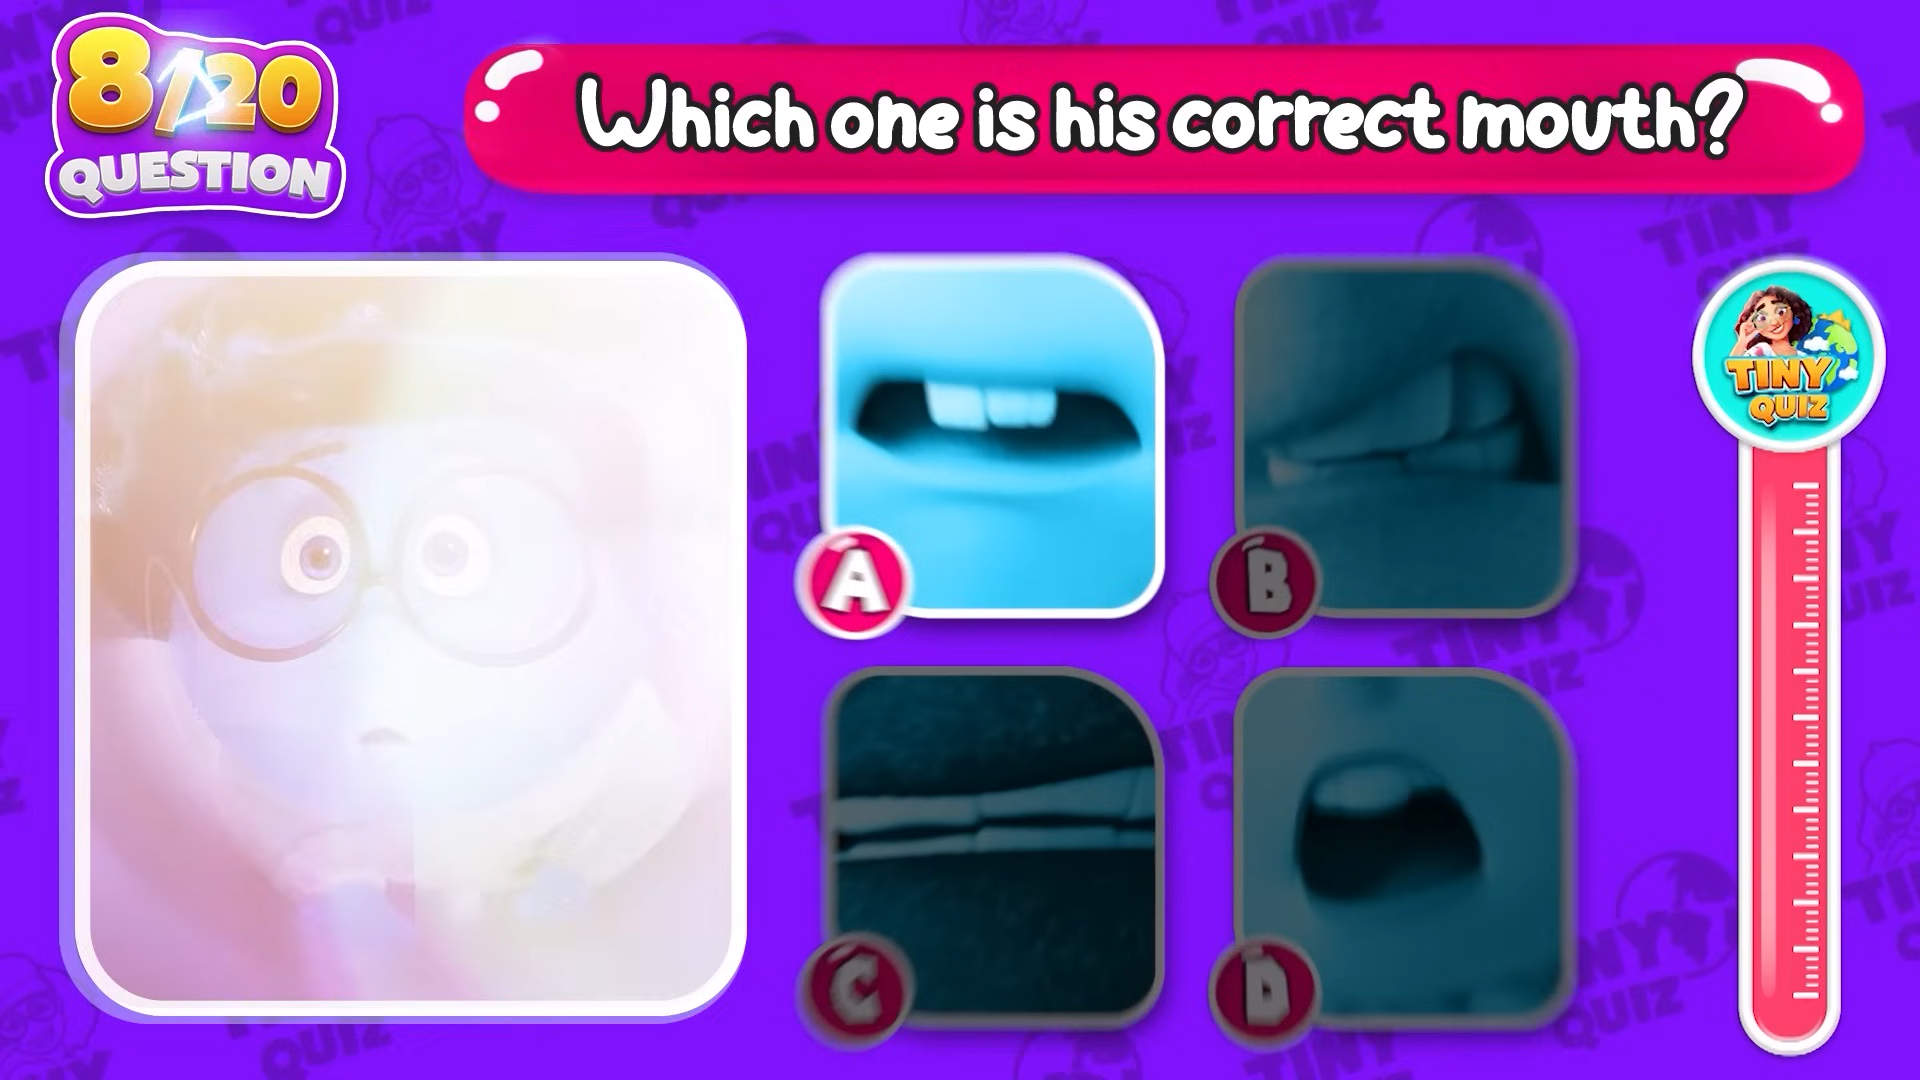 8/20
QUESTION
Which one is his correct mouth?
A
B
TINY
QUIZ
C
D